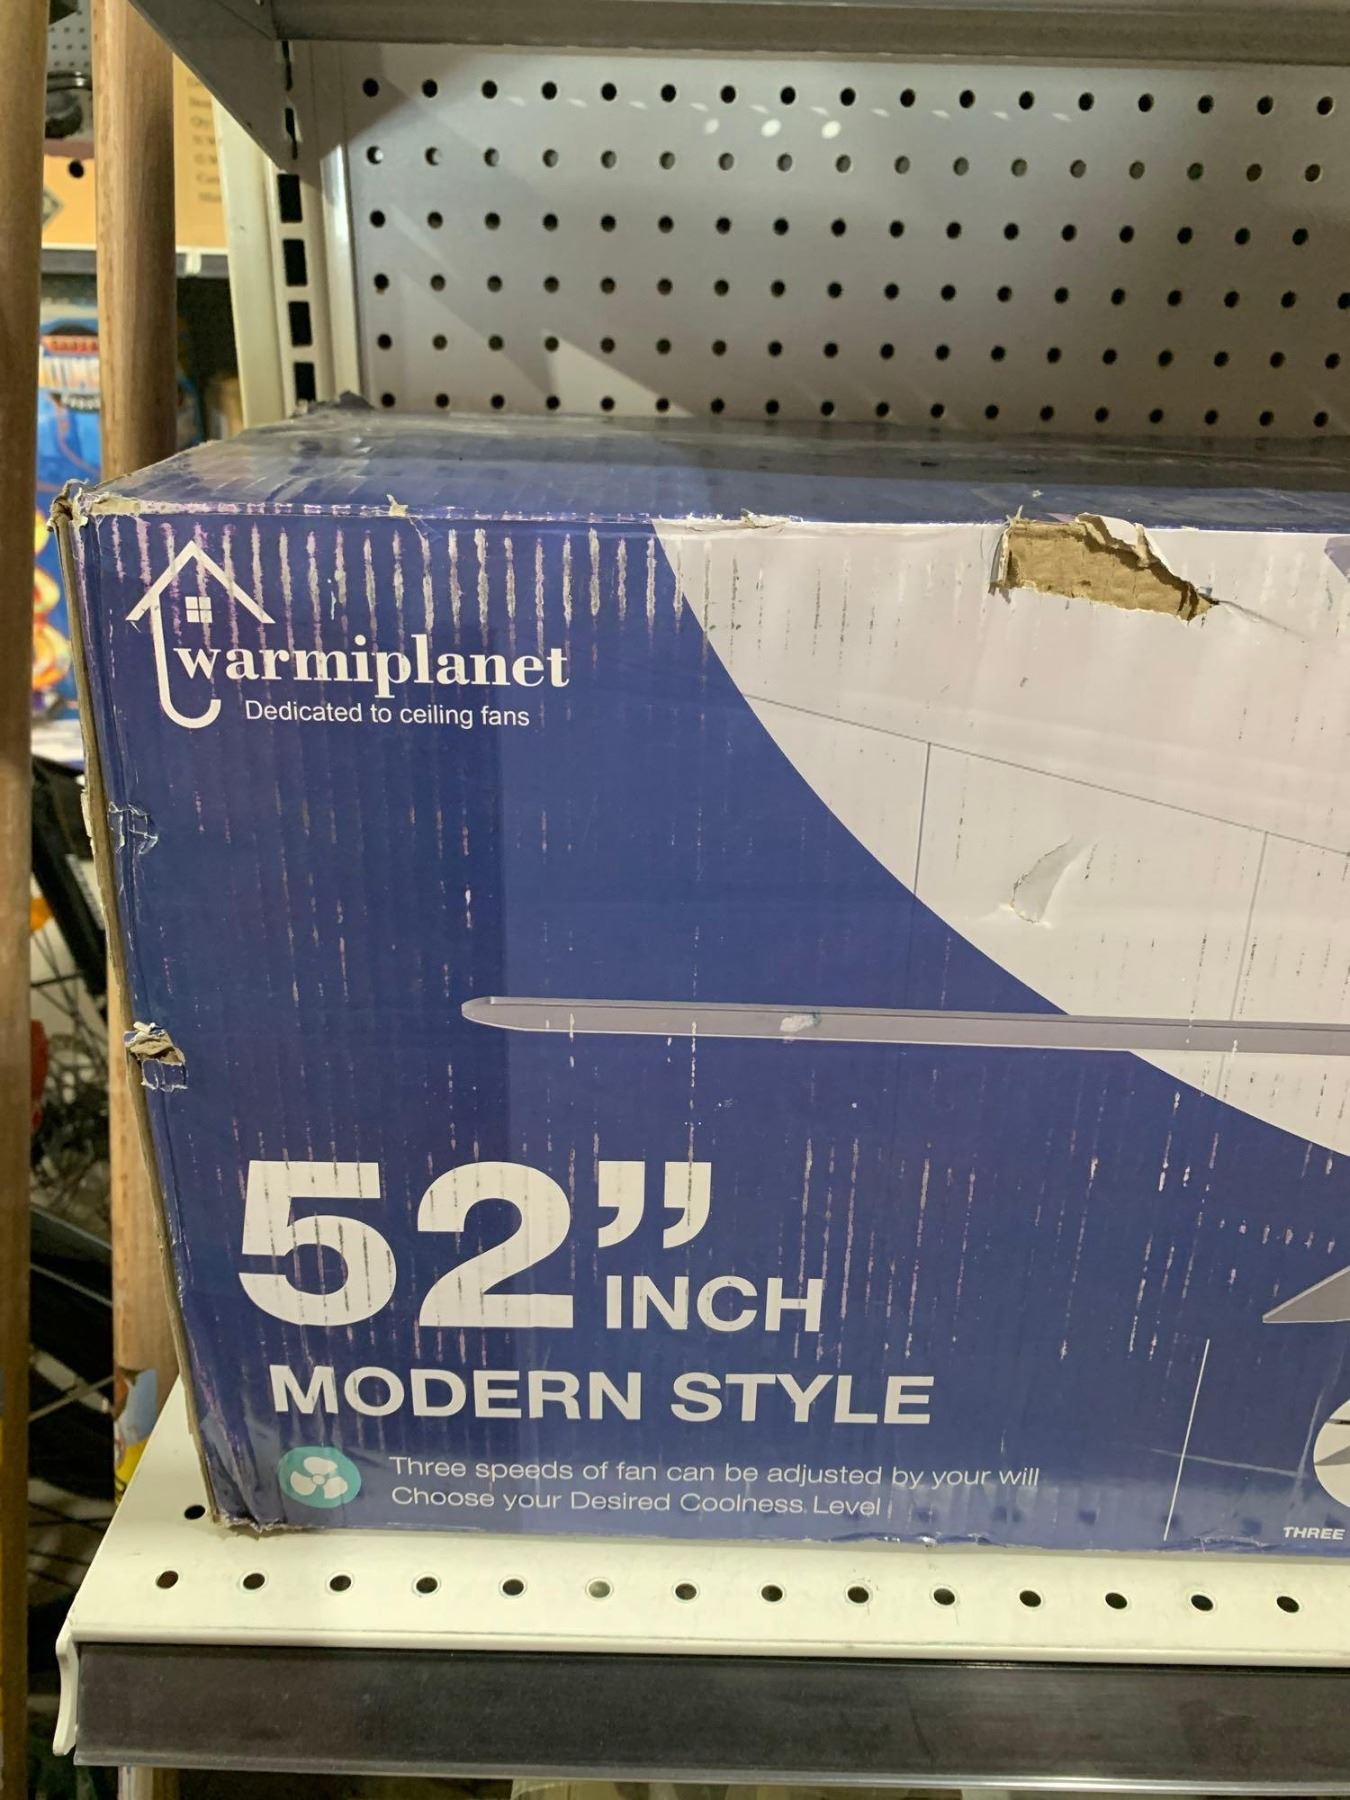 warmiplanet
Dedicated to ceiling fans
52” INCH
MODERN STYLE
Three speeds of fan can be adjusted by your will
Choose your Desired Coolness Level
THREE